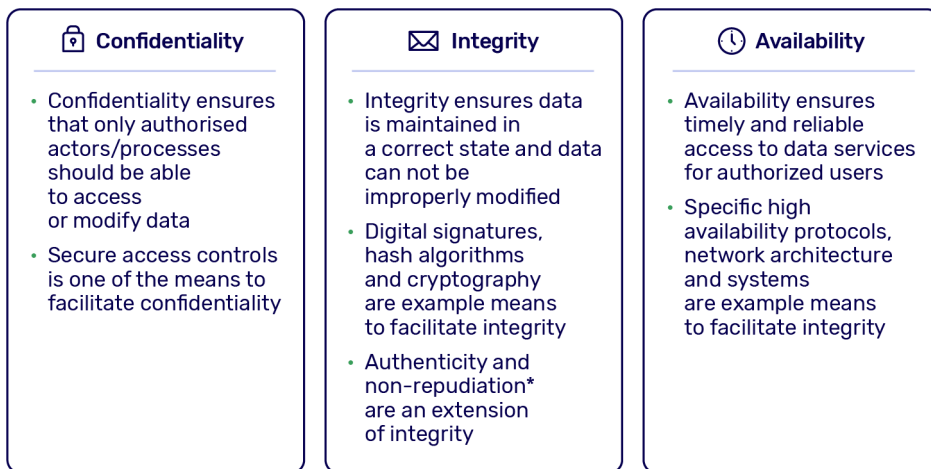 Confidentiality
• Confidentiality ensures
that only authorised
actors/processes
should be able
to access
or modify data
• Secure access controls
is one of the means to
facilitate confidentiality
Integrity
• Integrity ensures data
is maintained in
a correct state and data
can not be
improperly modified
• Digital signatures,
hash algorithms
and cryptography
are example means
to facilitate integrity
• Authenticity and
non-repudiation*
are an extension
of integrity
Availability
• Availability ensures
timely and reliable
access to data services
for authorized users
• Specific high
availability protocols,
network architecture
and systems
are example means
to facilitate integrity